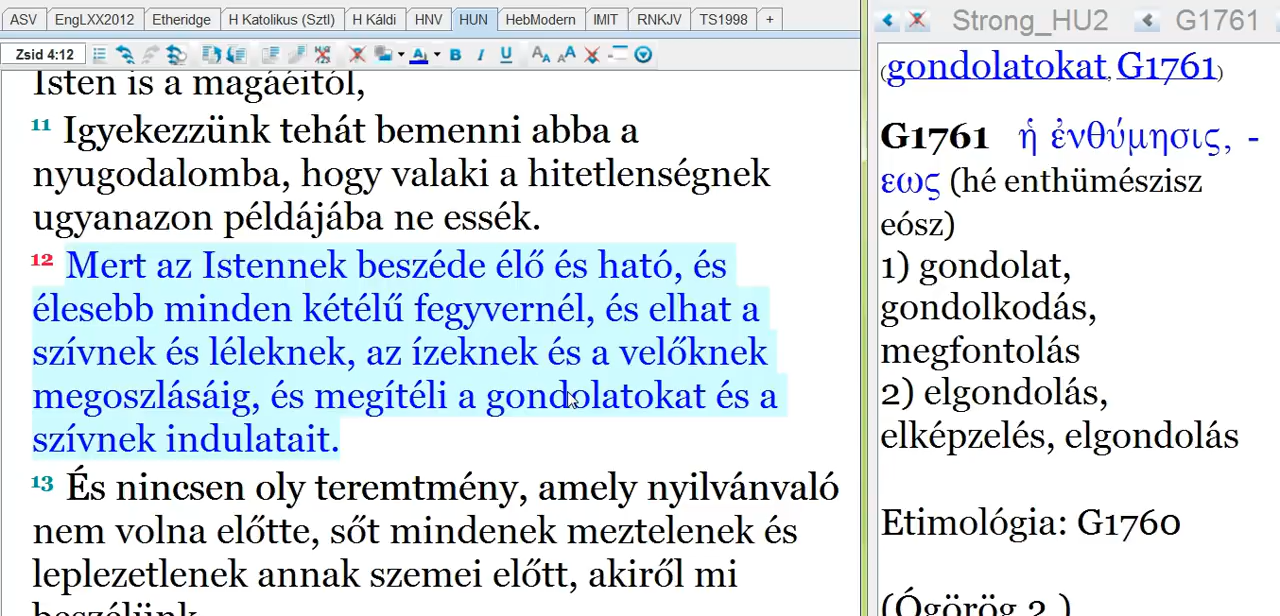 ASV EngLXX2012 Etheridge H Katolikus (Sztl) H Káldi HNV HUN HebModern IMIT RNKJV TS1998 +
Zsid 4:12
Isten is a magáéitól,
11 Igyekezzünk tehát bemenni abba a
nyugodalomba, hogy valaki a hitetlenségnek
ugyanazon példájába ne essék.
12 Mert az Istennek beszéde élő és ható, és
élesebb minden kétélű fegyvernél, és elhat a
szívnek és léleknek, az ízeknek és a velőknek
megoszlásáig, és megítéli a gondolatokat és a
szívnek indulatait.
13 És nincsen oly teremtmény, amely nyilvánvaló
nem volna előtte, sőt mindenek meztelenek és
leplezetlenek annak szemei előtt, akiről mi
beszélünk.
Strong_HU2 G1761
(gondolatokat, G1761)
G1761 ἡ ἐνθύμησις, -
εως (hé enthümészisz
eósz)
1) gondolat,
gondolkodás,
megfontolás
2) elgondolás,
elképzelés, elgondolás
Etimológia: G1760
(Ógörög 2.)